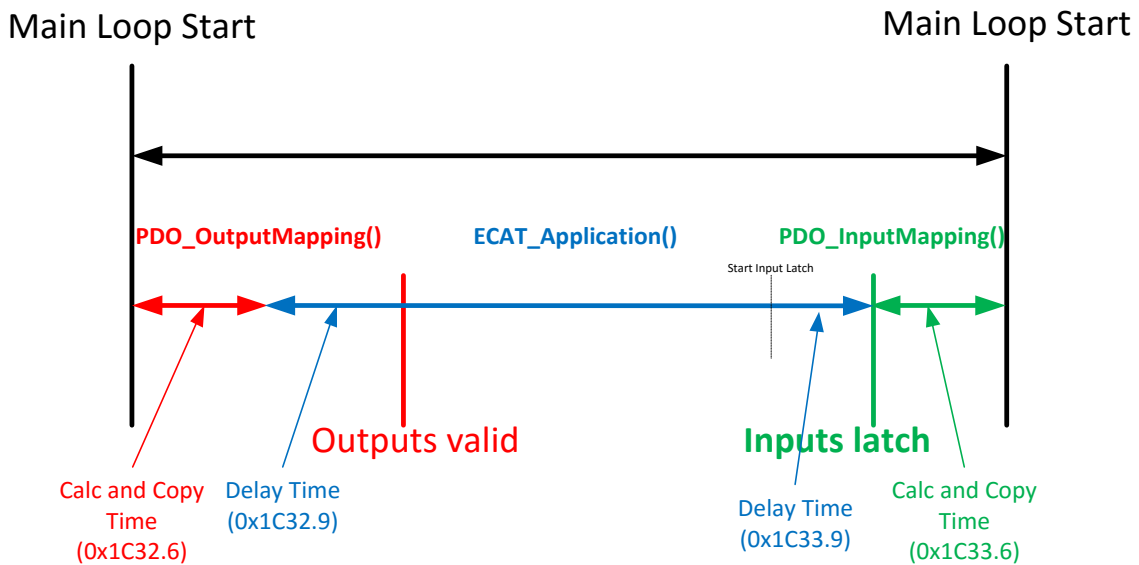 Main Loop Start
Main Loop Start
PDO_OutputMapping()
ECAT_Application()
PDO_InputMapping()
Start Input Latch
Outputs valid
Inputs latch
Calc and Copy
Time
(0x1C32.6)
Delay Time
(0x1C32.9)
Delay Time
(0x1C33.9)
Calc and Copy
Time
(0x1C33.6)